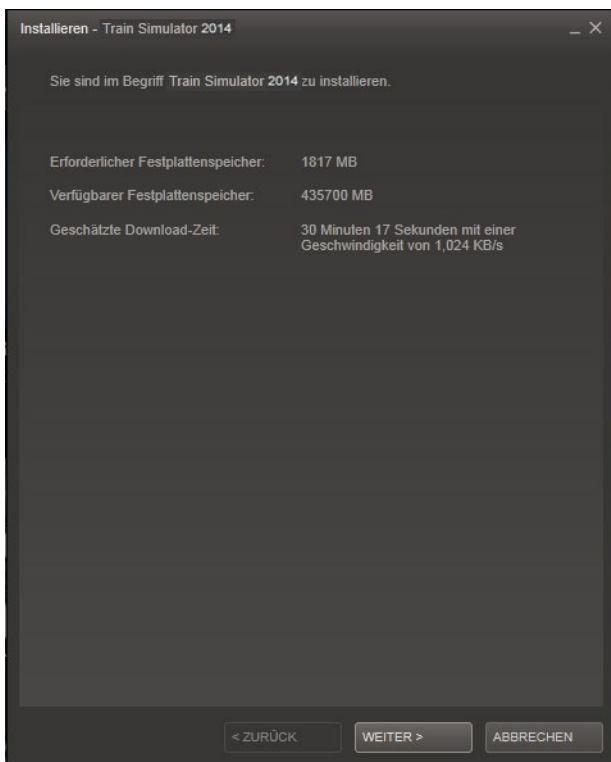 Installieren - Train Simulator 2014
Sie sind im Begriff Train Simulator 2014 zu installieren.
Erforderlicher Festplattenspeicher: 1817 MB
Verfügbarer Festplattenspeicher: 435700 MB
Geschätzte Download-Zeit: 30 Minuten 17 Sekunden mit einer
Geschwindigkeit von 1,024 KB/s
< ZURÜCK WEITER > ABBRECHEN